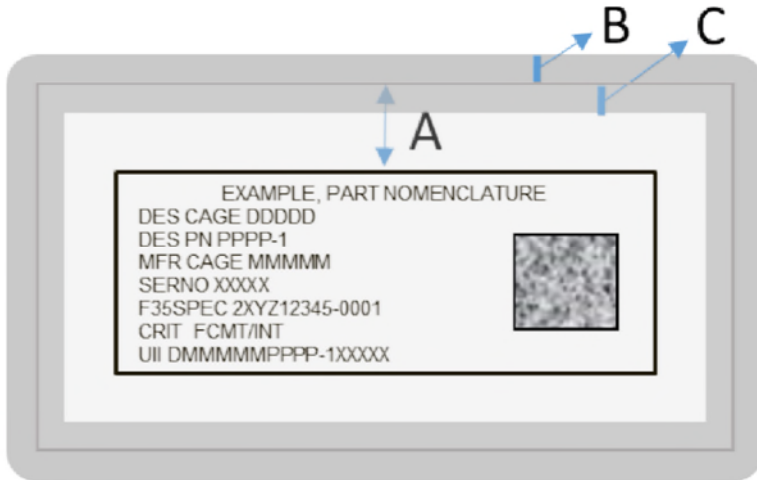 B
C
A
EXAMPLE, PART NOMENCLATURE
DES CAGE DDDDD
DES PN PPPP-1
MFR CAGE MMMMM
SERNO XXXXX
F35SPEC 2XYZ12345-0001
CRIT FCMT/INT
UII DMMMMMPPPP-1XXXXX